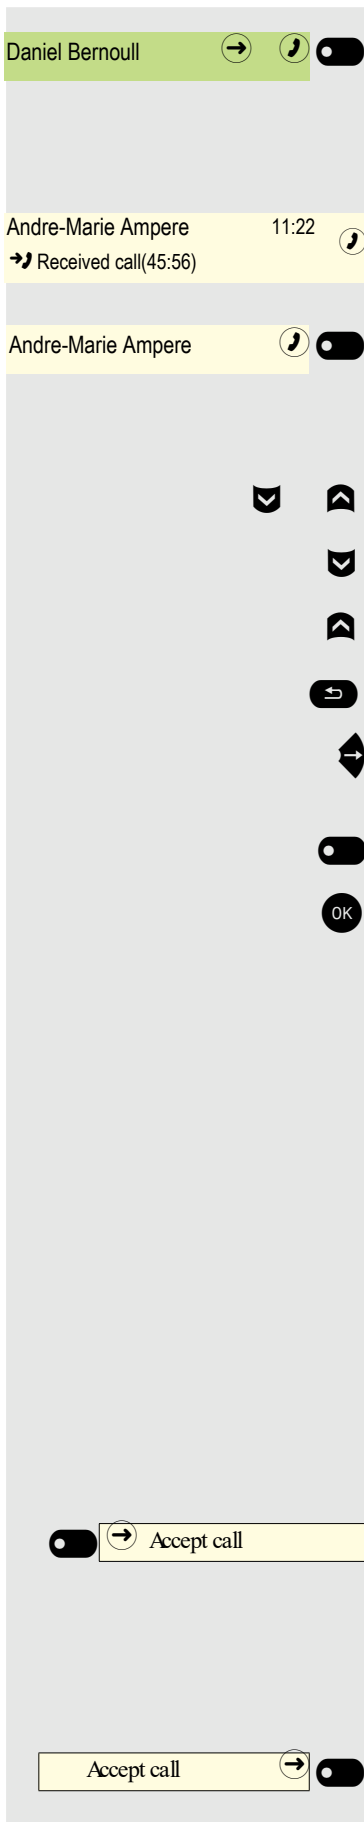 Daniel Bernoull
Andre-Marie Ampere 11:22
Received call(45:56)
Andre-Marie Ampere
OK
Accept call
Accept call